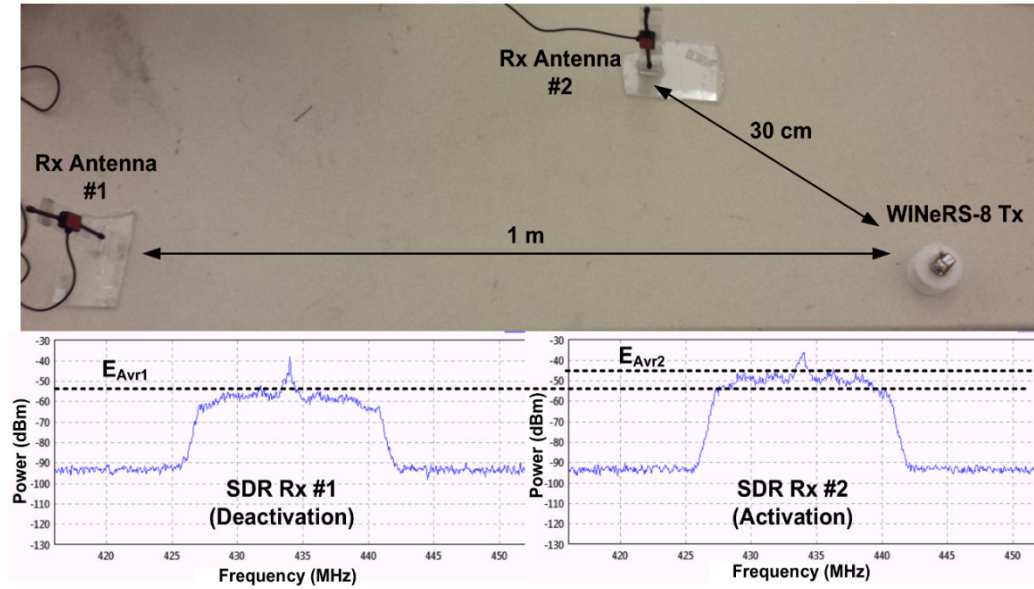 Rx Antenna
#2
30 cm
Rx Antenna
#1
WINeRS-8 Tx
1 m
-30
-40
-50
-60
-70
-80
-90
-100
-110
-120
-130
Power (dBm)
E_Avr1
SDR Rx #1
(Deactivation)
420
425
430
435
440
445
450
Frequency (MHz)
-30
-40
-50
-60
-70
-80
-90
-100
-110
-120
-130
Power (dBm)
E_Avr2
SDR Rx #2
(Activation)
420
425
430
435
440
445
450
Frequency (MHz)